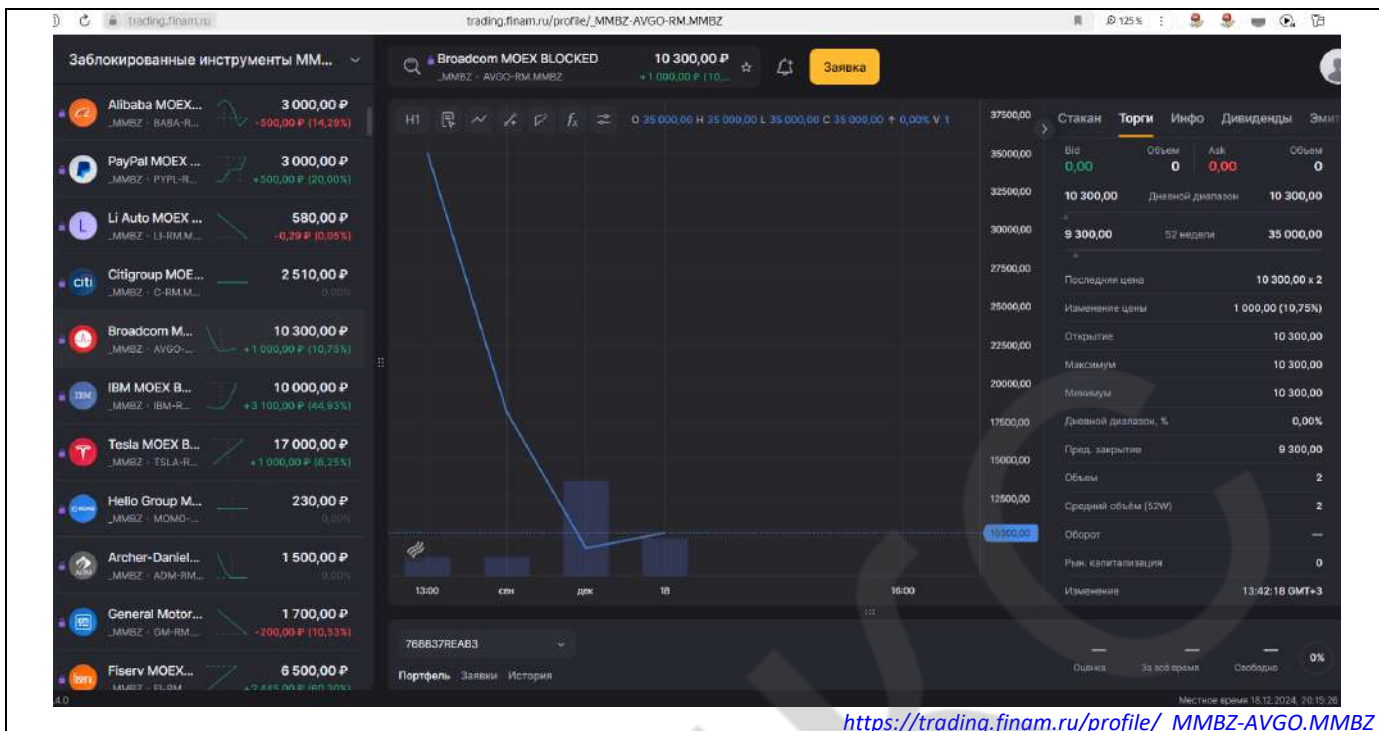 trading.finam.ru
trading.finam.ru/profile/_MMBZ-AVGO-RM.MMBZ
125 %
Заблокированные инструменты MM...
Broadcom MOEX BLOCKED
10 300,00 ₽
_MMBZ - AVGO-RM.MMBZ
+1 000,00 ₽ (10,...
Заявка
Alibaba MOEX...
3 000,00 ₽
_MMBZ - BABA-R...
-500,00 ₽ (14,29%)
PayPal MOEX ...
3 000,00 ₽
_MMBZ - PYPL-R...
+500,00 ₽ (20,00%)
Li Auto MOEX ...
580,00 ₽
_MMBZ - LI-RM.M...
-0,29 ₽ (0,05%)
Citigroup MOE...
2 510,00 ₽
_MMBZ - C-RM.M...
0,00%
Broadcom M...
10 300,00 ₽
_MMBZ - AVGO-...
+1 000,00 ₽ (10,75%)
IBM MOEX B...
10 000,00 ₽
_MMBZ - IBM-R...
+3 100,00 ₽ (44,93%)
Tesla MOEX B...
17 000,00 ₽
_MMBZ - TSLA-R...
+1 000,00 ₽ (6,25%)
Hello Group M...
230,00 ₽
_MMBZ - MOMO-...
0,00%
Archer-Daniel...
1 500,00 ₽
_MMBZ - ADM-RM...
0,00%
General Motor...
1 700,00 ₽
_MMBZ - GM-RM...
-200,00 ₽ (10,53%)
Fiserv MOEX...
6 500,00 ₽
4.0
H1
O 35 000,00 H 35 000,00 L 35 000,00 C 35 000,00 ↑ 0,00% V 1
37500,00
35000,00
32500,00
30000,00
27500,00
25000,00
22500,00
20000,00
17500,00
15000,00
12500,00
10300,00
13:00 сен дек 18 16:00
768837REAB3
Портфель Заявки История
Стакан Торги Инфо Дивиденды Эмит
Bid Объем Ask Объем
0,00 0 0,00 0
10 300,00 Дневной диапазон 10 300,00
9 300,00 52 недели 35 000,00
Последняя цена 10 300,00 x 2
Изменение цены 1 000,00 (10,75%)
Открытие 10 300,00
Максимум 10 300,00
Минимум 10 300,00
Дневной диапазон, % 0,00%
Пред. закрытие 9 300,00
Объем 2
Средний объём (52W) 2
Оборот —
Рын. капитализация 0
Изменение 13:42:18 GMT+3
— — —
Оценка За всё время Свободно 0%
Местное время 18.12.2024, 20:15:26
https://trading.finam.ru/profile/_MMBZ-AVGO.MMBZ